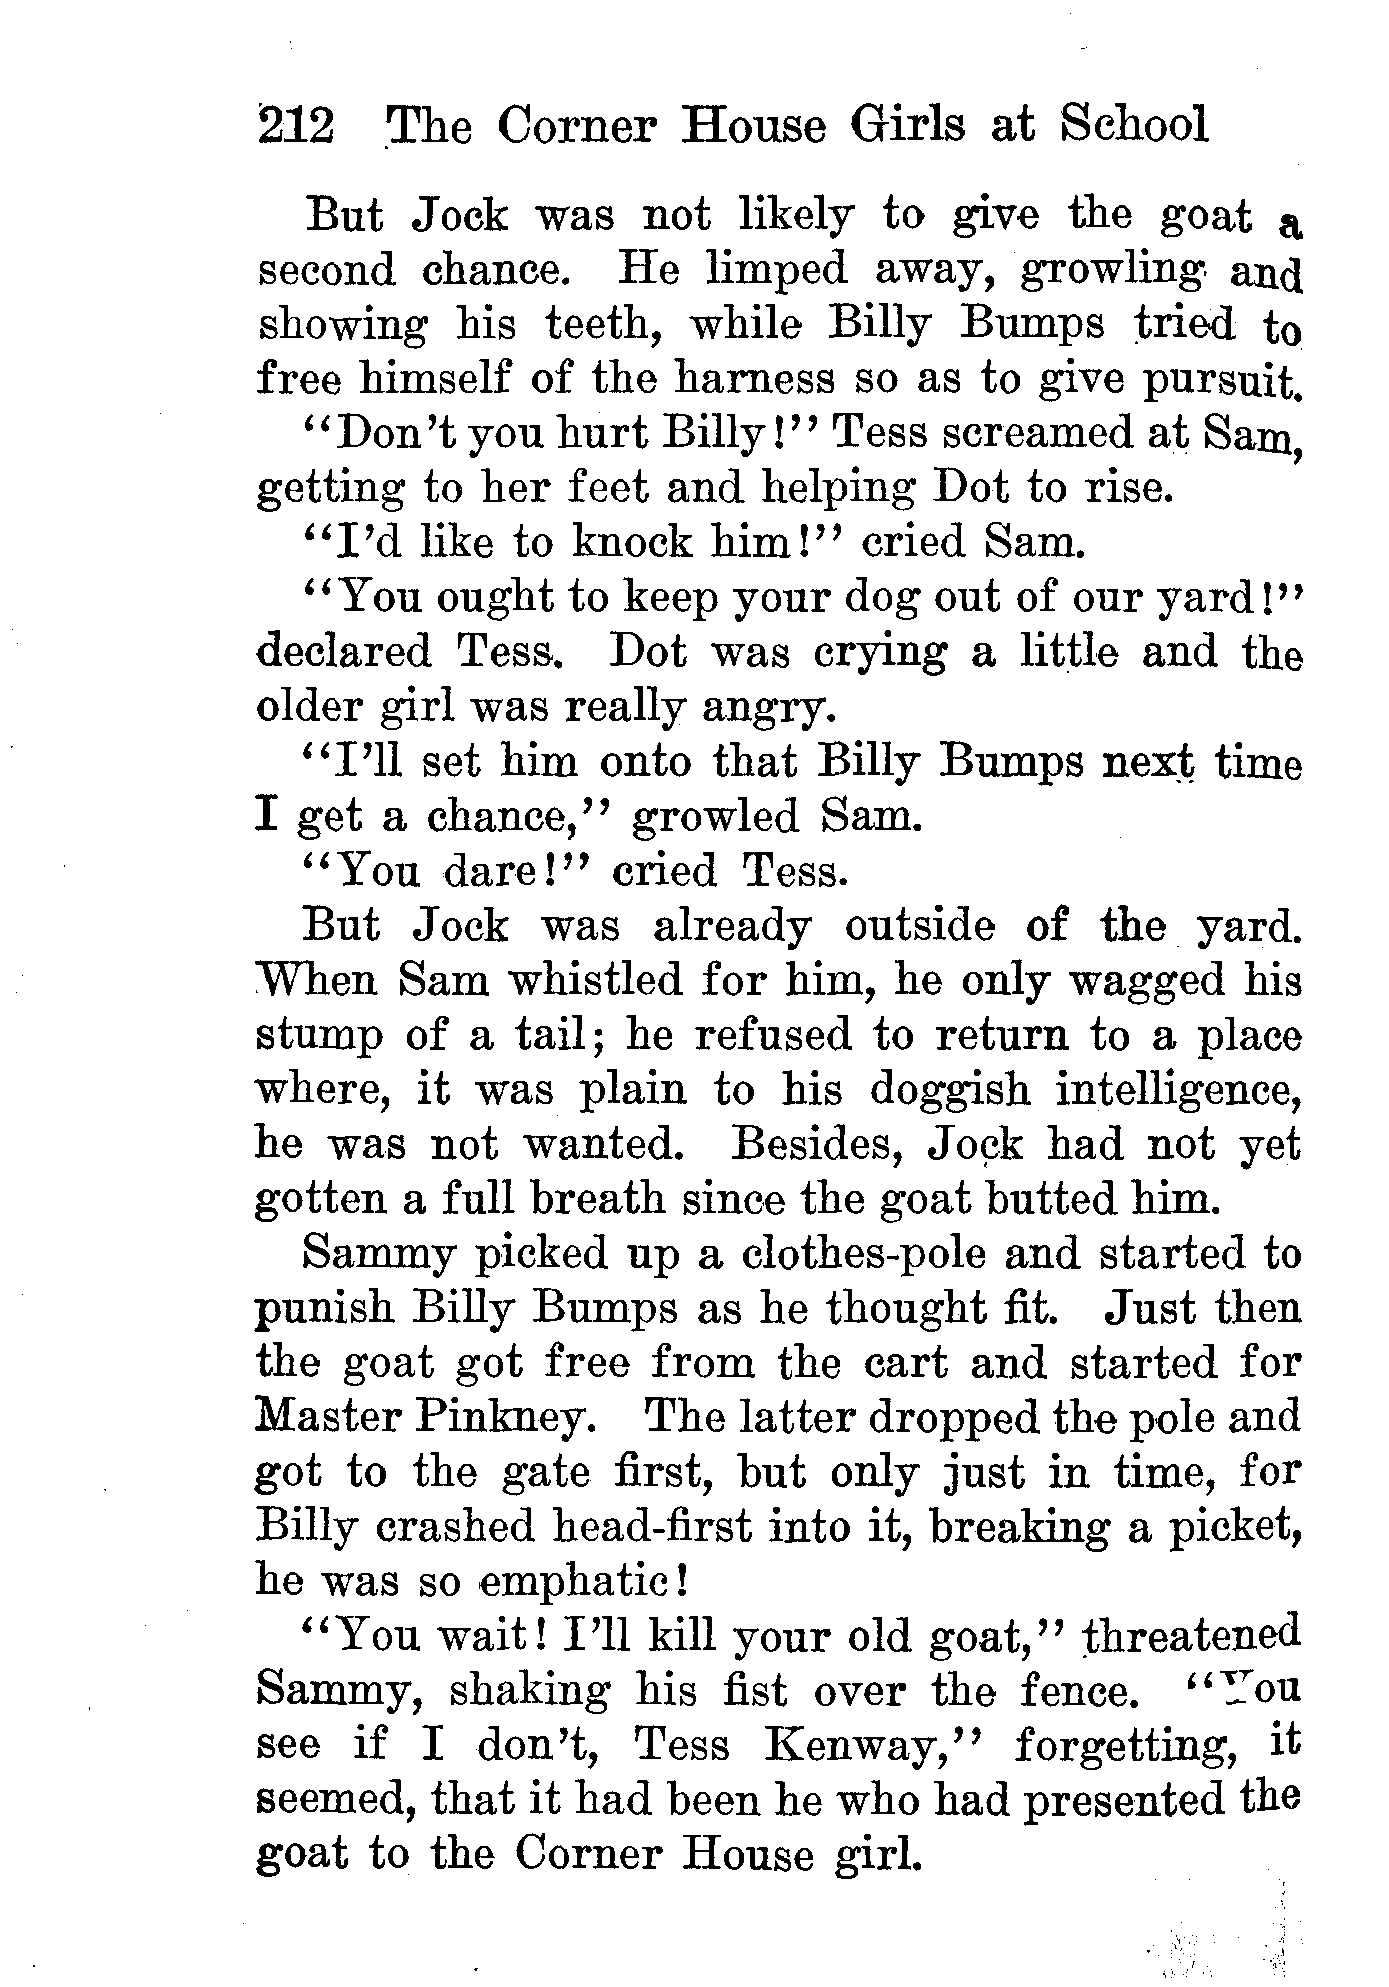 212 The Corner House Girls at School
But Jock was not likely to give the goat a
second chance. He limped away, growling and
showing his teeth, while Billy Bumps tried to
free himself of the harness so as to give pursuit.
“Don’t you hurt Billy!” Tess screamed at Sam,
getting to her feet and helping Dot to rise.
“I’d like to knock him!” cried Sam.
“You ought to keep your dog out of our yard!”
declared Tess. Dot was crying a little and the
older girl was really angry.
“I’ll set him onto that Billy Bumps next time
I get a chance,” growled Sam.
“You dare!” cried Tess.
But Jock was already outside of the yard.
When Sam whistled for him, he only wagged his
stump of a tail; he refused to return to a place
where, it was plain to his doggish intelligence,
he was not wanted. Besides, Jock had not yet
gotten a full breath since the goat butted him.
Sammy picked up a clothes-pole and started to
punish Billy Bumps as he thought fit. Just then
the goat got free from the cart and started for
Master Pinkney. The latter dropped the pole and
got to the gate first, but only just in time, for
Billy crashed head-first into it, breaking a picket,
he was so emphatic!
“You wait! I’ll kill your old goat,” threatened
Sammy, shaking his fist over the fence. “You
see if I don’t, Tess Kenway,” forgetting, it
seemed, that it had been he who had presented the
goat to the Corner House girl.